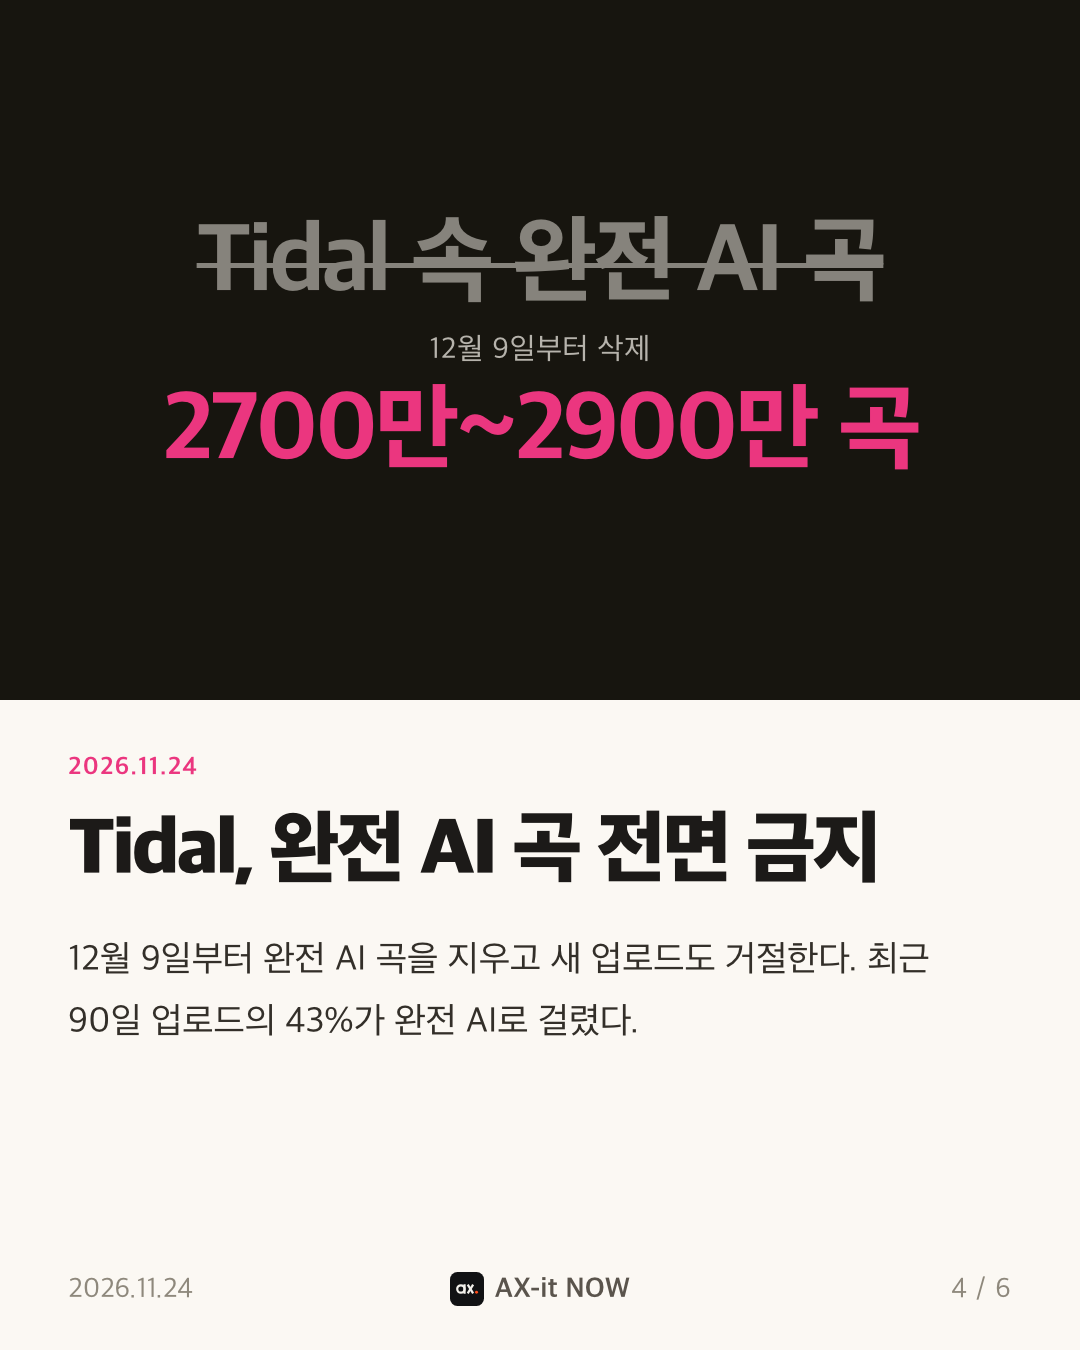 Tidal 속 완전 AI 곡
12월 9일부터 삭제
2700만~2900만 곡
2026.11.24
Tidal, 완전 AI 곡 전면 금지
12월 9일부터 완전 AI 곡을 지우고 새 업로드도 거절한다. 최근
90일 업로드의 43%가 완전 AI로 걸렸다.
2026.11.24
ax. AX-it NOW
4 / 6